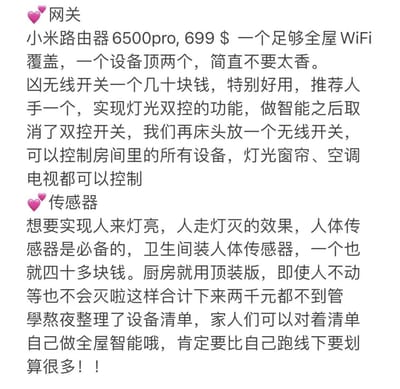 💕网关
小米路由器6500pro, 699＄ 一个足够全屋WiFi
覆盖，一个设备顶两个，简直不要太香。
凶无线开关一个几十块钱，特别好用，推荐人
手一个，实现灯光双控的功能，做智能之后取
消了双控开关，我们再床头放一个无线开关，
可以控制房间里的所有设备，灯光窗帘、空调
电视都可以控制
💕传感器
想要实现人来灯亮，人走灯灭的效果，人体传
感器是必备的，卫生间装人体传感器，一个也
就四十多块钱。厨房就用顶装版，即使人不动
等也不会灭啦这样合计下来两千元都不到管
學熬夜整理了设备清单，家人们可以对着清单
自己做全屋智能哦，肯定要比自己跑线下要划
算很多！！